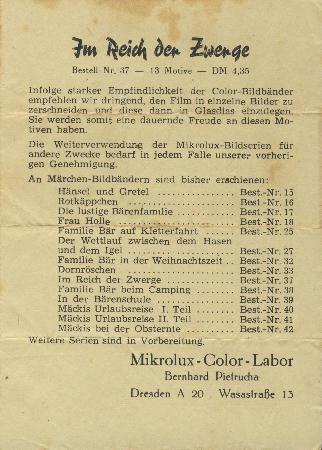 Im Reich der Zwerge
Bestell-Nr. 37 — 13 Motive — DM 4,35
Infolge starker Empfindlichkeit der Color-Bildbänder
empfehlen wir dringend, den Film in einzelne Bilder zu
zerschneiden und diese dann in Glasdias einzulegen.
Sie werden somit eine dauernde Freude an diesen Mo-
tiven haben.
Die Weiterverwendung der Mikrolux-Bildserien für
andere Zwecke bedarf in jedem Falle unserer vorheri-
gen Genehmigung.
An Märchen-Bildbändern sind bisher erschienen:
Hänsel und Gretel .............. Best.-Nr. 15
Rotkäppchen .................. Best.-Nr. 16
Die lustige Bärenfamilie ........ Best.-Nr. 17
Frau Holle .................... Best.-Nr. 18
Familie Bär auf Kletterfahrt .... Best.-Nr. 25
Der Wettlauf zwischen dem Hasen
und dem Igel .................. Best.-Nr. 27
Familie Bär in der Weihnachtszeit .. Best.-Nr. 32
Dornröschen .................. Best.-Nr. 33
Im Reich der Zwerge .......... Best.-Nr. 37
Familie Bär beim Camping ...... Best.-Nr. 38
In der Bärenschule ............ Best.-Nr. 39
Mäckis Urlaubsreise I. Teil ...... Best.-Nr. 40
Mäckis Urlaubsreise II. Teil ...... Best.-Nr. 41
Mäckis bei der Obsternte ........ Best.-Nr. 42
Weitere Serien sind in Vorbereitung.
Mikrolux-Color-Labor
Bernhard Pietrucha
Dresden A 20 Wasastraße 13